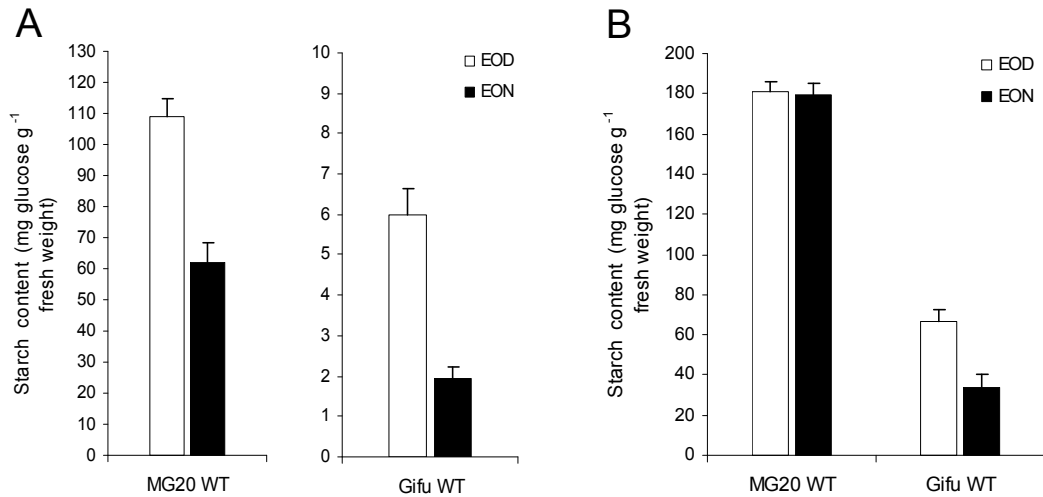 A
Starch content (mg glucose g⁻¹
fresh weight)
130
120
110
100
90
80
70
60
50
40
30
20
10
0
MG20 WT
10
9
8
7
6
5
4
3
2
1
0
EOD
EON
Gifu WT
B
Starch content (mg glucose g⁻¹
fresh weight)
200
180
160
140
120
100
80
60
40
20
0
EOD
EON
MG20 WT
Gifu WT